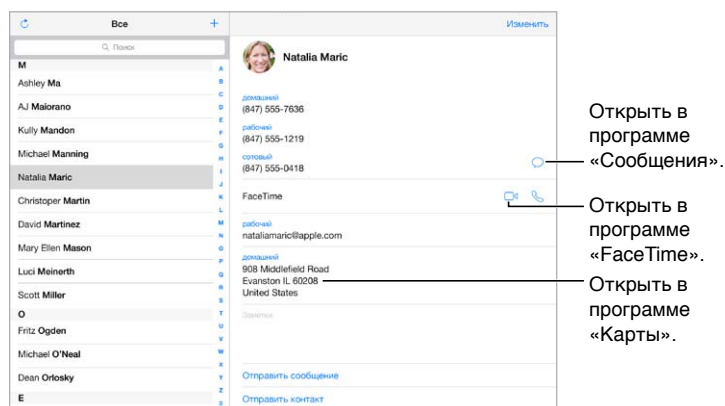 Все
+
Изменить
Поиск
M
Ashley Ma
AJ Maiorano
Kully Mandon
Michael Manning
Natalia Maric
Christoper Martin
David Martinez
Mary Ellen Mason
Luci Meinerth
Scott Miller
O
Fritz Ogden
Michael O'Neal
Dean Orlosky
E
A
B
C
D
E
F
G
H
I
J
K
L
M
N
O
P
Q
R
S
T
U
V
W
X
Y
Z
Natalia Maric
домашний
(847) 555-7636
рабочий
(847) 555-1219
сотовый
(847) 555-0418
FaceTime
рабочий
nataliamaric@apple.com
домашний
908 Middlefield Road
Evanston IL 60208
United States
Заметки
Отправить сообщение
Отправить контакт
Открыть в
программе
«Сообщения».
Открыть в
программе
«FaceTime».
Открыть в
программе
«Карты».